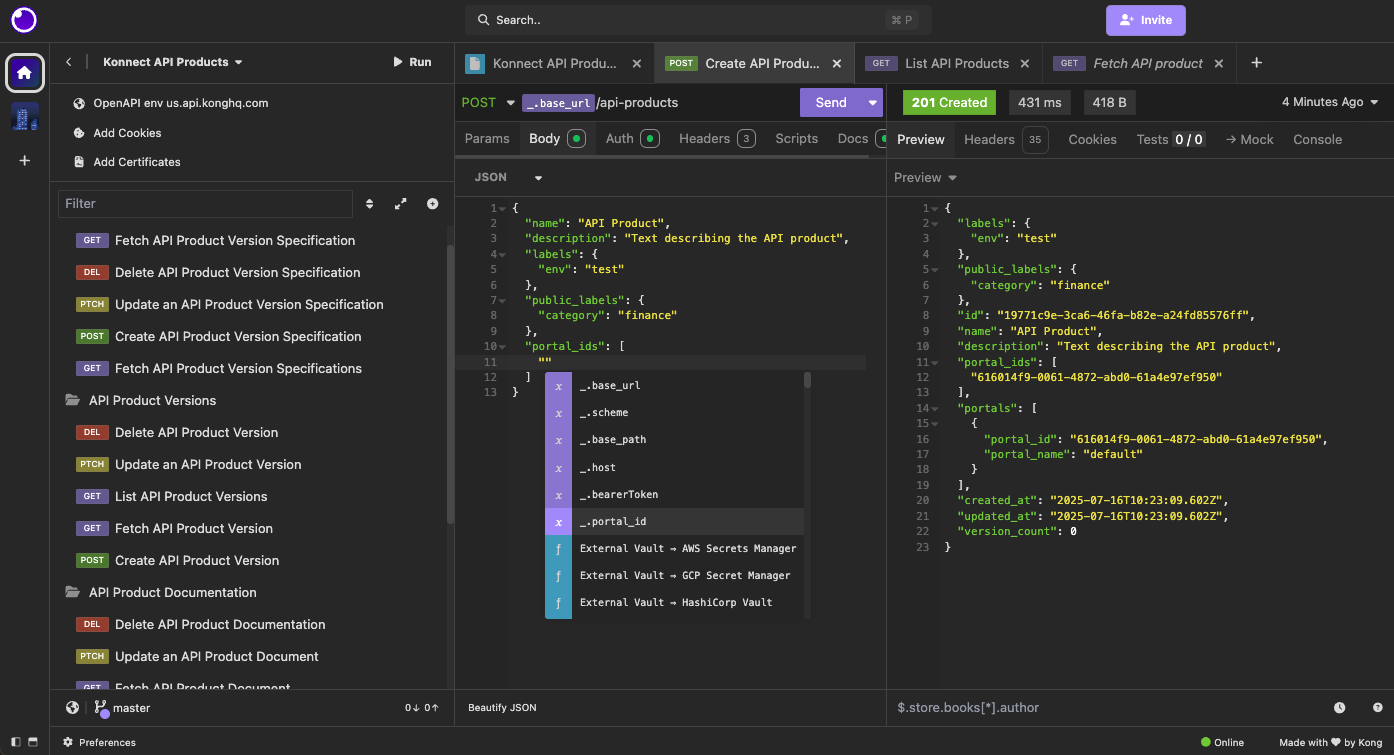 Search..
⌘ P
Invite
Konnect API Products
Run
OpenAPI env us.api.konghq.com
Add Cookies
Add Certificates
Filter
GET Fetch API Product Version Specification
DEL Delete API Product Version Specification
PTCH Update an API Product Version Specification
POST Create API Product Version Specification
GET Fetch API Product Version Specifications
API Product Versions
DEL Delete API Product Version
PTCH Update an API Product Version
GET List API Product Versions
GET Fetch API Product Version
POST Create API Product Version
API Product Documentation
DEL Delete API Product Documentation
PTCH Update an API Product Document
GET Fetch API Product Document
master
0↓ 0↑
Konnect API Produ...
POST Create API Produ...
GET List API Products
GET Fetch API product
POST _.base_url/api-products
Send
Params Body Auth Headers 3 Scripts Docs
JSON
1 {
2 "name": "API Product",
3 "description": "Text describing the API product",
4 "labels": {
5 "env": "test"
6 },
7 "public_labels": {
8 "category": "finance"
9 },
10 "portal_ids": [
11 ""
12 ]
13 }
x _.base_url
x _.scheme
x _.base_path
x _.host
x _.bearerToken
x _.portal_id
ƒ External Vault → AWS Secrets Manager
ƒ External Vault → GCP Secret Manager
ƒ External Vault → HashiCorp Vault
Beautify JSON
201 Created 431 ms 418 B
4 Minutes Ago
Preview Headers 35 Cookies Tests 0 / 0 → Mock Console
Preview
1 {
2 "labels": {
3 "env": "test"
4 },
5 "public_labels": {
6 "category": "finance"
7 },
8 "id": "19771c9e-3ca6-46fa-b82e-a24fd85576ff",
9 "name": "API Product",
10 "description": "Text describing the API product",
11 "portal_ids": [
12 "616014f9-0061-4872-abd0-61a4e97ef950"
13 ],
14 "portals": [
15 {
16 "portal_id": "616014f9-0061-4872-abd0-61a4e97ef950",
17 "portal_name": "default"
18 }
19 ],
20 "created_at": "2025-07-16T10:23:09.602Z",
21 "updated_at": "2025-07-16T10:23:09.602Z",
22 "version_count": 0
23 }
$.store.books[*].author
Preferences
Online
Made with ♥ by Kong